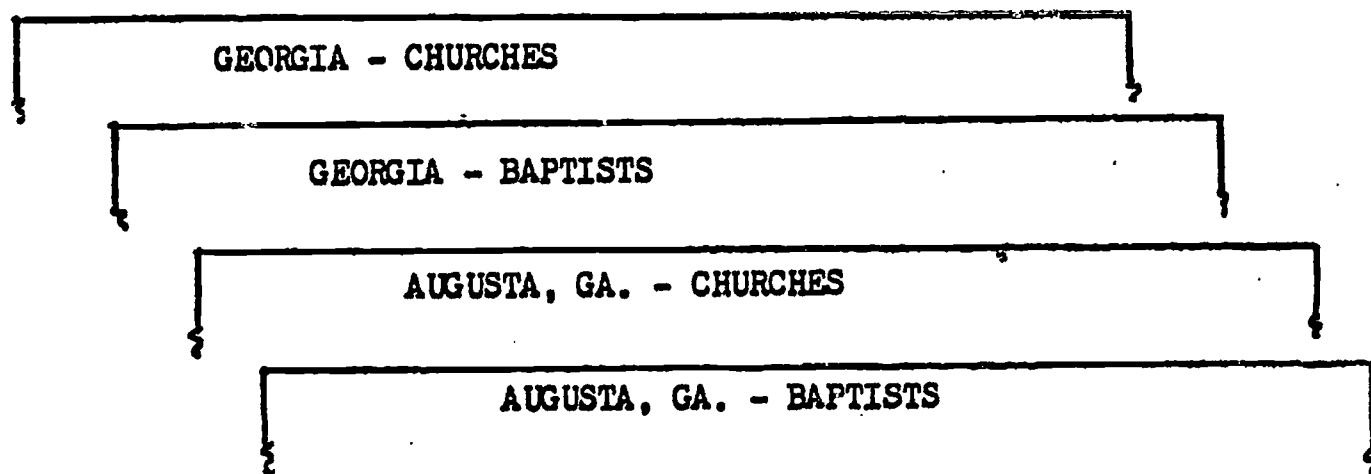 GEORGIA - CHURCHES
GEORGIA - BAPTISTS
AUGUSTA, GA. - CHURCHES
AUGUSTA, GA. - BAPTISTS